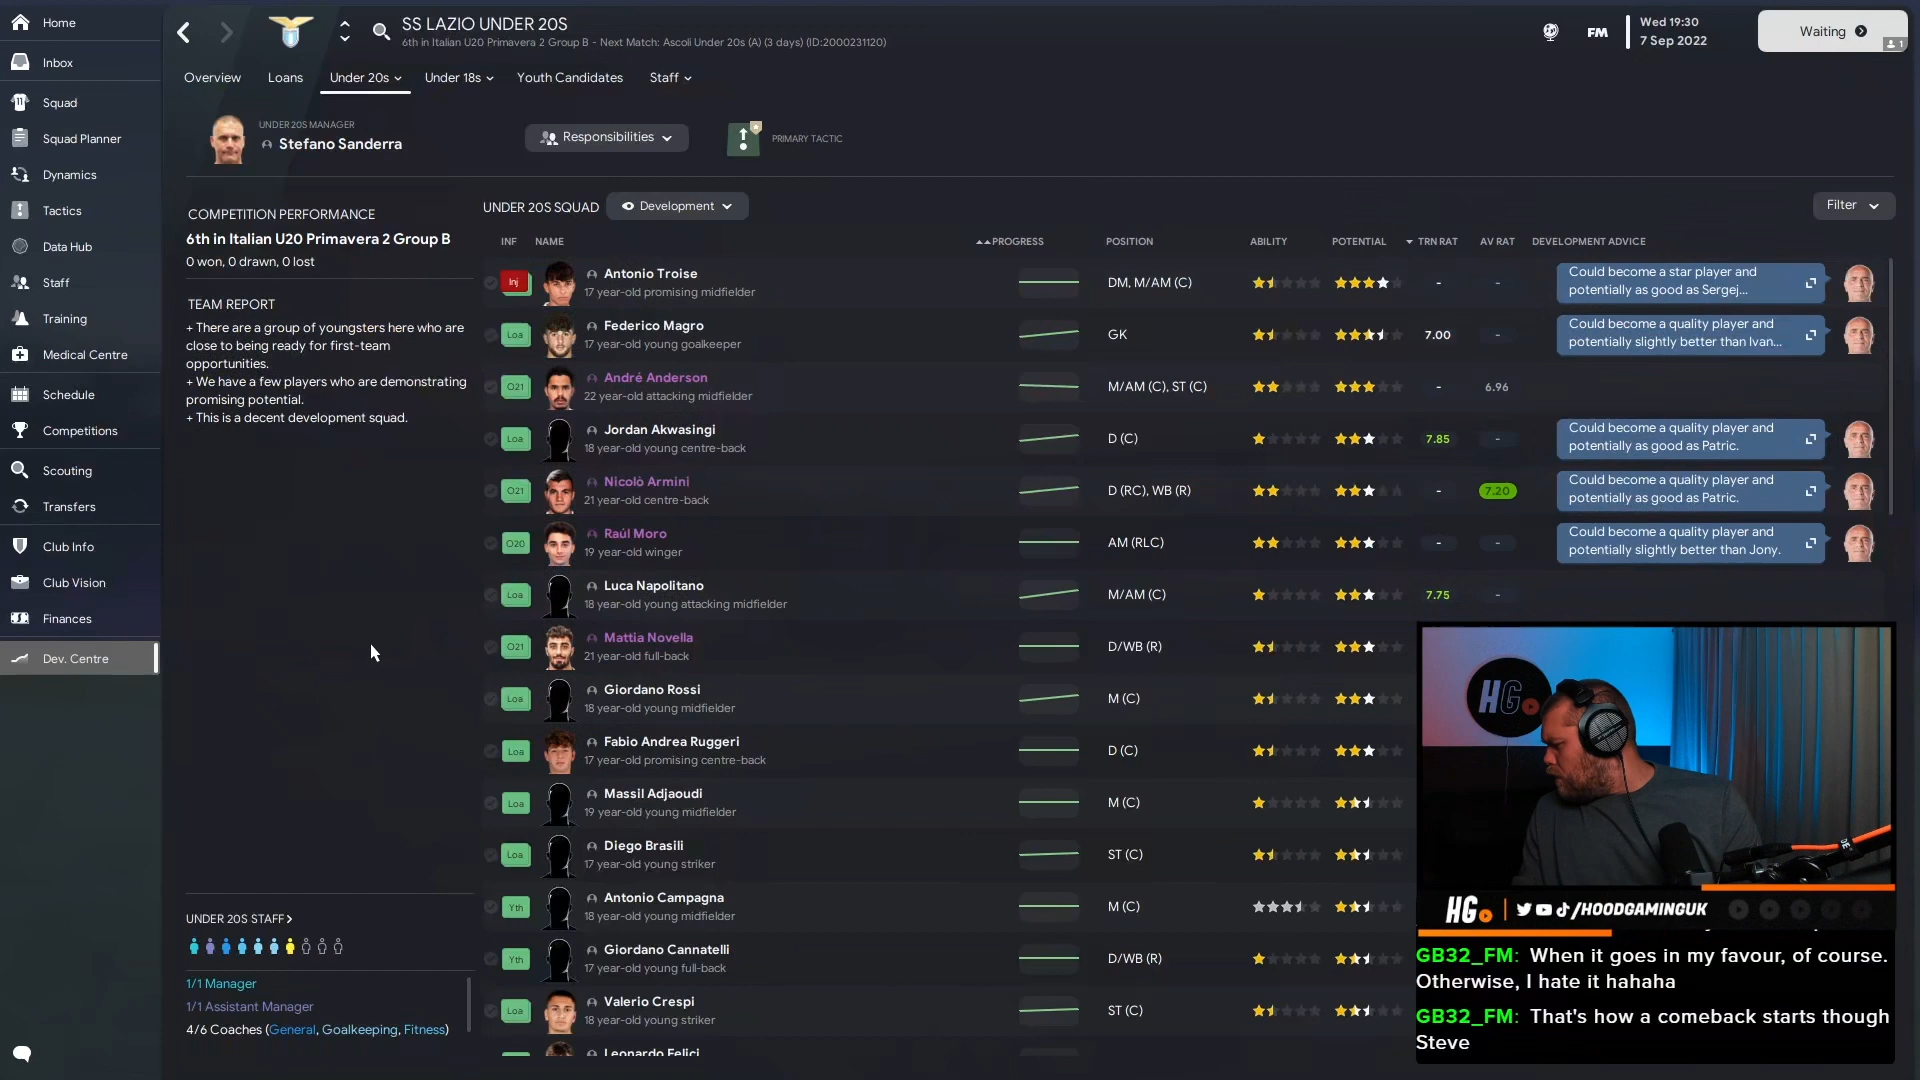 Home
Inbox
Squad
Squad Planner
Dynamics
Tactics
Data Hub
Staff
Training
Medical Centre
Schedule
Competitions
Scouting
Transfers
Club Info
Club Vision
Finances
Dev. Centre
SS LAZIO UNDER 20S
6th in Italian U20 Primavera 2 Group B - Next Match: Ascoli Under 20s (A) (3 days) (ID:2000231120)
FM
Wed 19:30
7 Sep 2022
Waiting
1
Overview Loans Under 20s Under 18s Youth Candidates Staff
UNDER 20S MANAGER
Stefano Sanderra
Responsibilities
PRIMARY TACTIC
COMPETITION PERFORMANCE
6th in Italian U20 Primavera 2 Group B
0 won, 0 drawn, 0 lost
TEAM REPORT
+ There are a group of youngsters here who are
close to being ready for first-team
opportunities.
+ We have a few players who are demonstrating
promising potential.
+ This is a decent development squad.
UNDER 20S STAFF
1/1 Manager
1/1 Assistant Manager
4/6 Coaches (General, Goalkeeping, Fitness)
UNDER 20S SQUAD Development Filter
INF NAME PROGRESS POSITION ABILITY POTENTIAL TRN RAT AV RAT DEVELOPMENT ADVICE
Inj Antonio Troise DM, M/AM (C) - -
17 year-old promising midfielder
Could become a star player and
potentially as good as Sergej...
Loa Federico Magro GK 7.00 -
17 year-old young goalkeeper
Could become a quality player and
potentially slightly better than Ivan...
O21 André Anderson M/AM (C), ST (C) - 6.96
22 year-old attacking midfielder
Loa Jordan Akwasingi D (C) 7.85 -
18 year-old young centre-back
Could become a quality player and
potentially as good as Patric.
O21 Nicolò Armini D (RC), WB (R) - 7.20
21 year-old centre-back
Could become a quality player and
potentially as good as Patric.
O20 Raúl Moro AM (RLC) - -
19 year-old winger
Could become a quality player and
potentially slightly better than Jony.
Loa Luca Napolitano M/AM (C) 7.75 -
18 year-old young attacking midfielder
O21 Mattia Novella D/WB (R)
21 year-old full-back
Loa Giordano Rossi M (C)
18 year-old young midfielder
Loa Fabio Andrea Ruggeri D (C)
17 year-old promising centre-back
Loa Massil Adjaoudi M (C)
19 year-old young midfielder
Loa Diego Brasili ST (C)
17 year-old young striker
Yth Antonio Campagna M (C)
18 year-old young midfielder
Yth Giordano Cannatelli D/WB (R)
17 year-old young full-back
Loa Valerio Crespi ST (C)
18 year-old young striker
Leonardo Felici
HG
HG /HOODGAMINGUK
GB32_FM: When it goes in my favour, of course.
Otherwise, I hate it hahaha
GB32_FM: That's how a comeback starts though
Steve